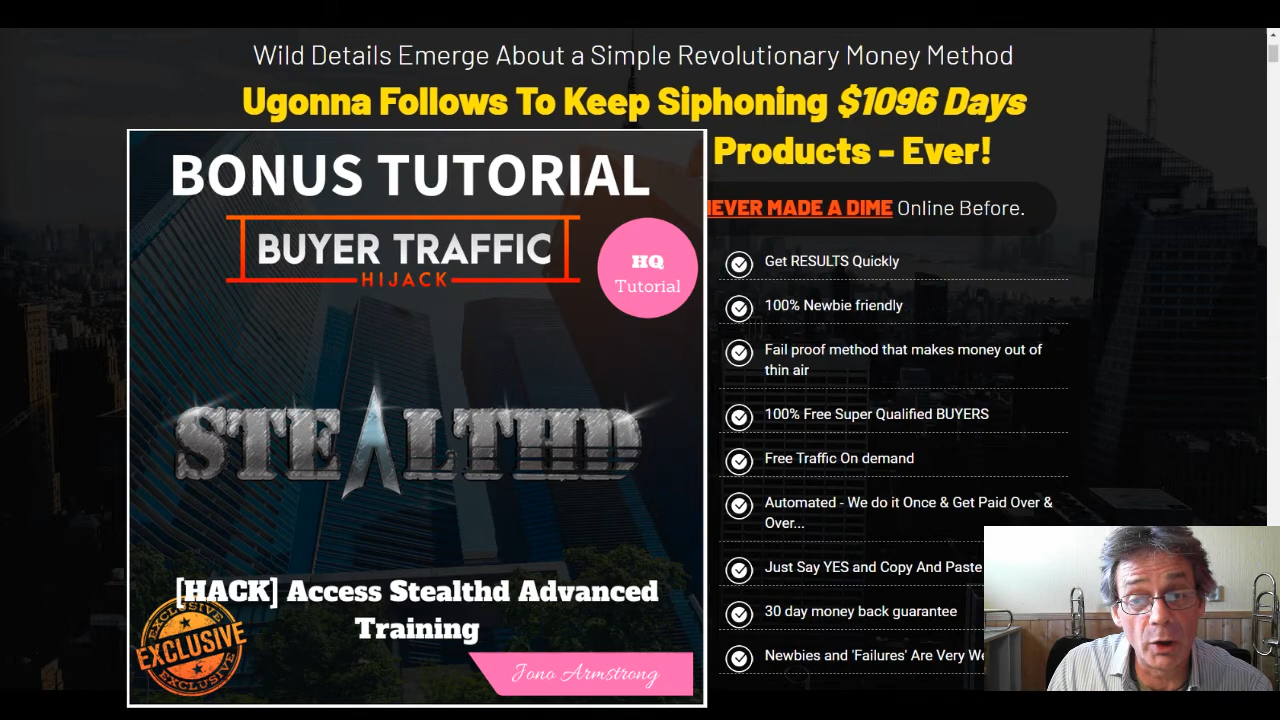 Wild Details Emerge About a Simple Revolutionary Money Method
Ugonna Follows To Keep Siphoning $1096 Days
Products - Ever!
MADE A DIME Online Before.
BONUS TUTORIAL
BUYER TRAFFIC
HIJACK
HQ
Tutorial
STEALTHD
[HACK] Access Stealthd Advanced
Training
EXCLUSIVE
EXCLUSIVE
EXCLUSIVE
Jono Armstrong
Get RESULTS Quickly
100% Newbie friendly
Fail proof method that makes money out of
thin air
100% Free Super Qualified BUYERS
Free Traffic On demand
Automated - We do it Once & Get Paid Over &
Over...
Just Say YES and Copy And Paste
30 day money back guarantee
Newbies and 'Failures' Are Very